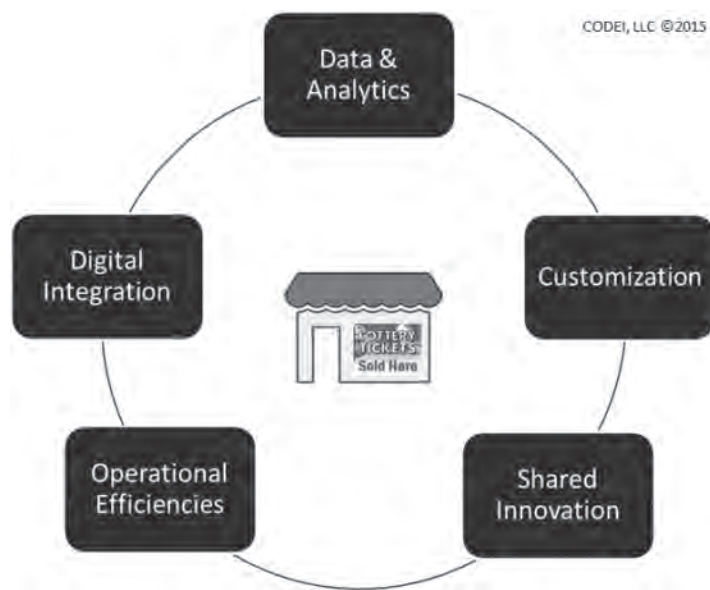 CODEI, LLC ©2015
Data &
Analytics
Digital
Integration
Customization
LOTTERY
TICKETS
Sold Here
Operational
Efficiencies
Shared
Innovation